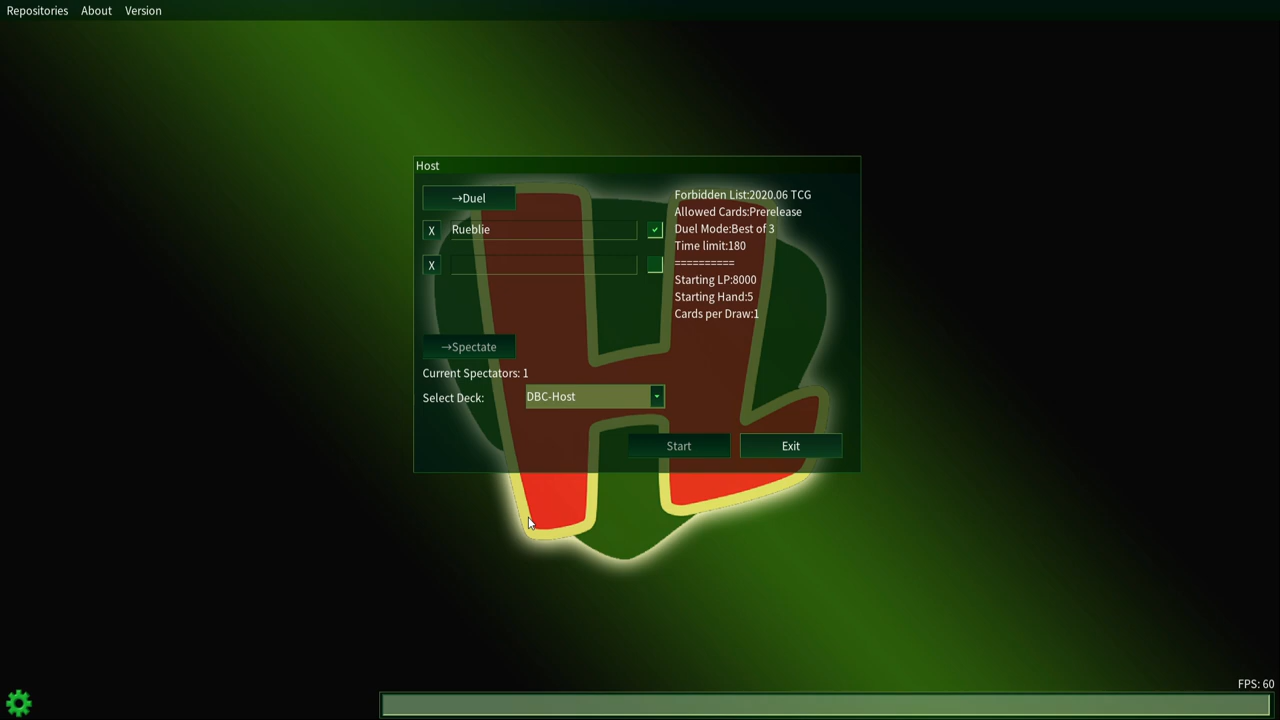 Repositories About Version
Host
→Duel
X Rueblie
X
Forbidden List:2020.06 TCG
Allowed Cards:Prerelease
Duel Mode:Best of 3
Time limit:180
==========
Starting LP:8000
Starting Hand:5
Cards per Draw:1
→Spectate
Current Spectators: 1
Select Deck: DBC-Host
Start Exit
H
FPS: 60